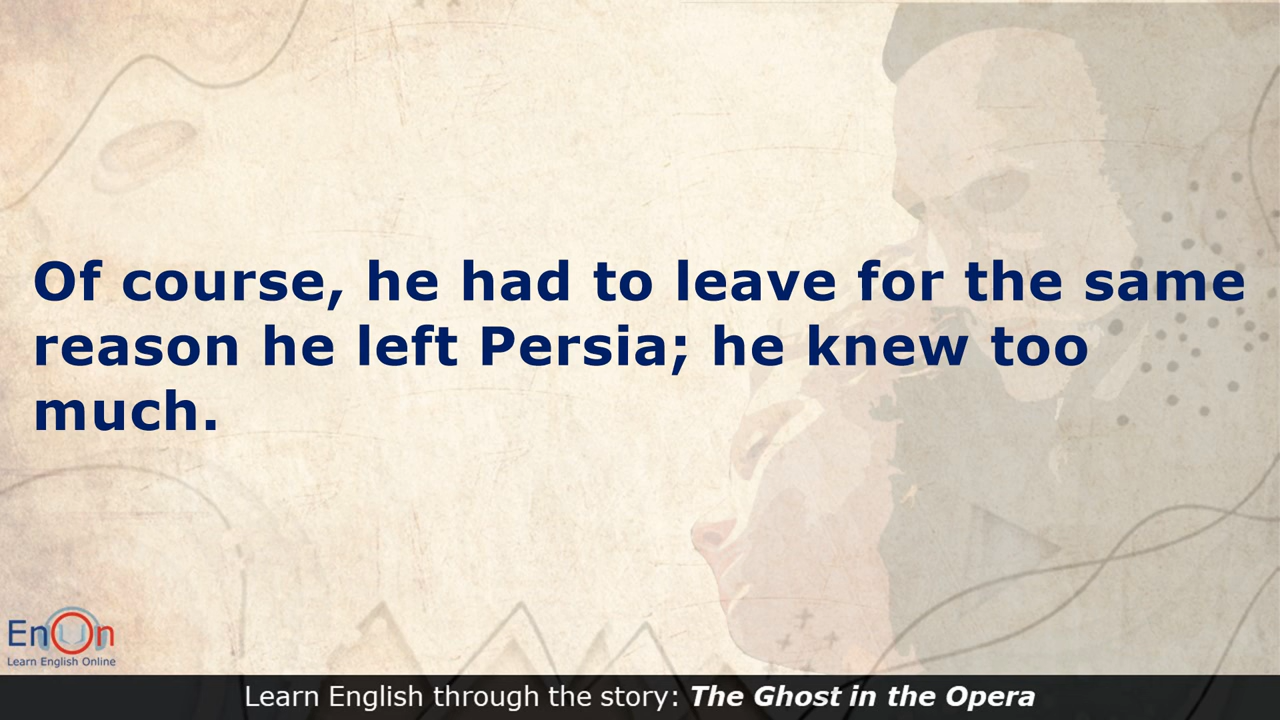 Of course, he had to leave for the same
reason he left Persia; he knew too
much.
EnOn
Learn English Online
Learn English through the story: The Ghost in the Opera